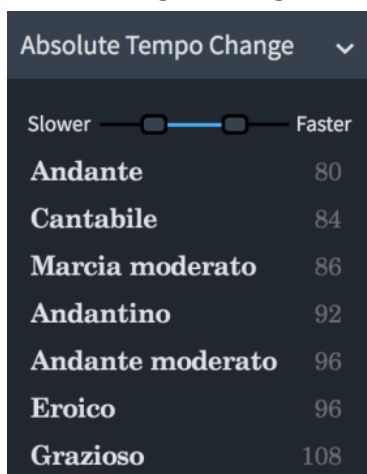 Absolute Tempo Change
Slower Faster
Andante 80
Cantabile 84
Marcia moderato 86
Andantino 92
Andante moderato 96
Eroico 96
Grazioso 108